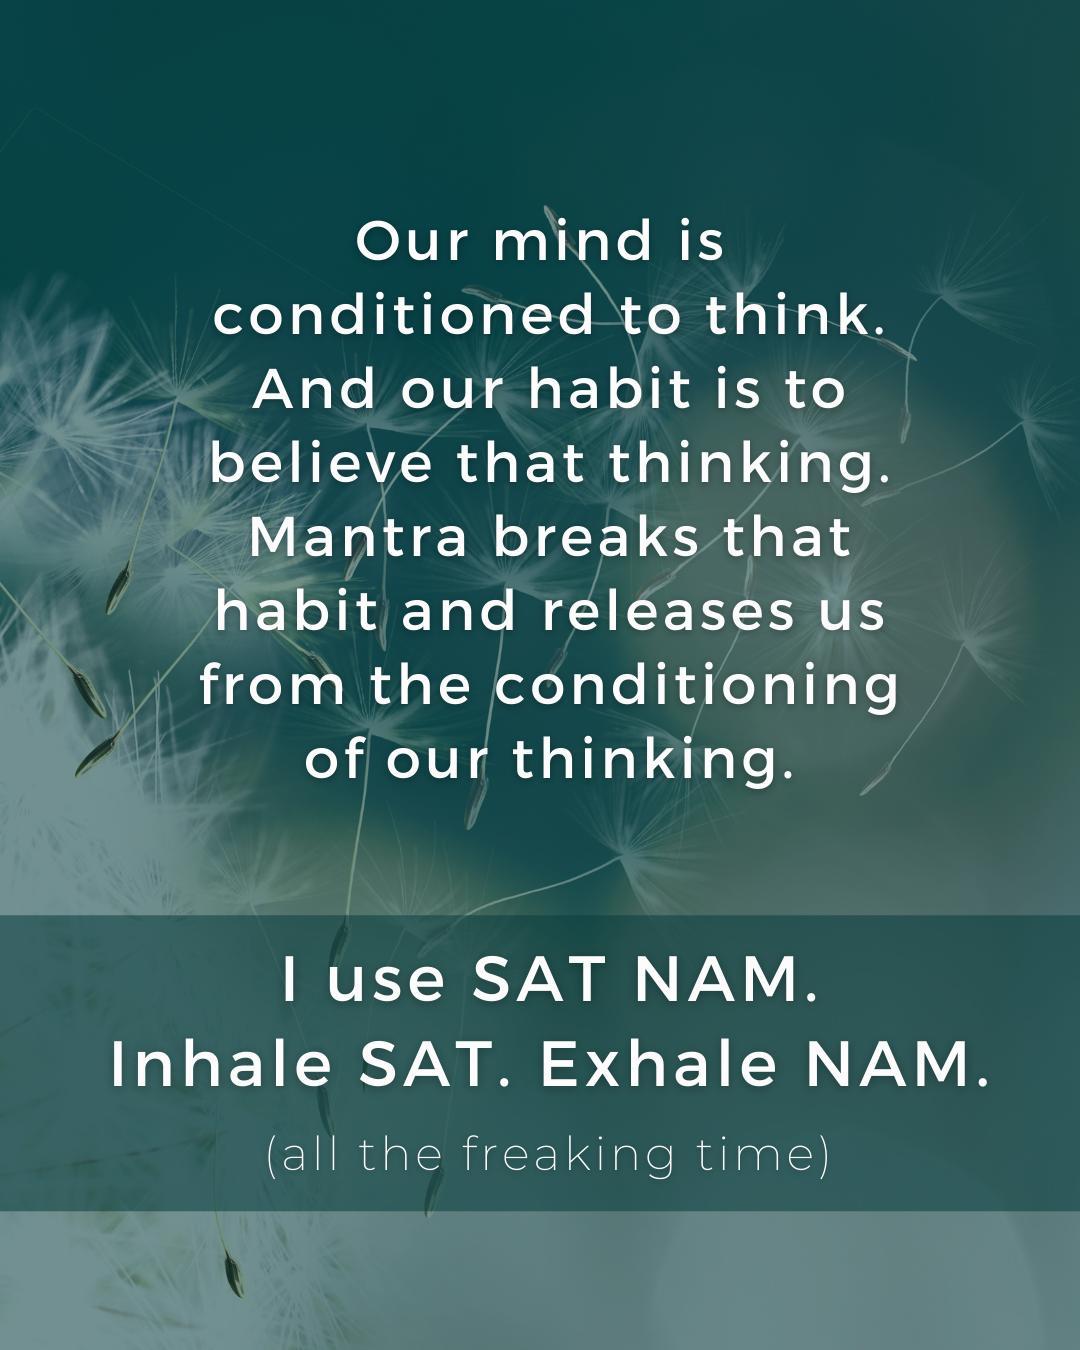 Our mind is
conditioned to think.
And our habit is to
believe that thinking.
Mantra breaks that
habit and releases us
from the conditioning
of our thinking.
I use SAT NAM.
Inhale SAT. Exhale NAM.
(all the freaking time)